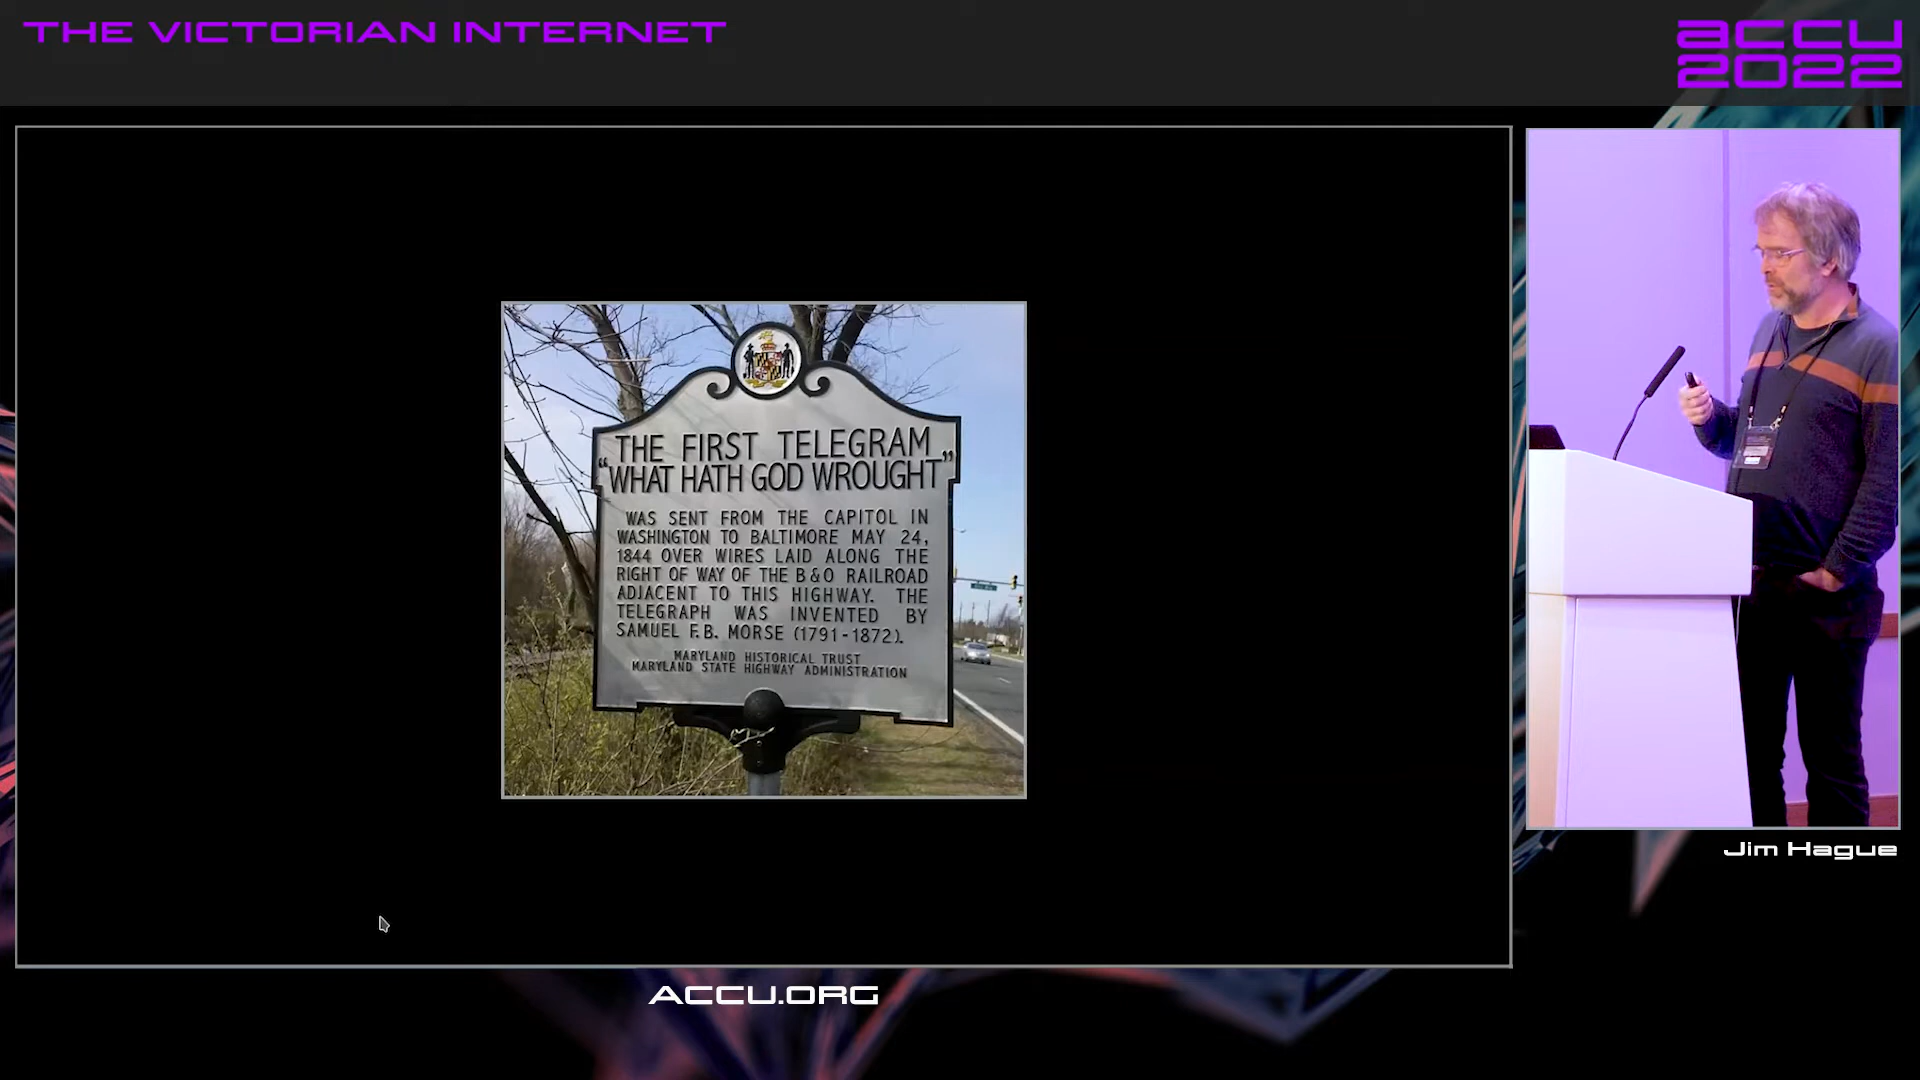 THE VICTORIAN INTERNET
accu
2022
THE FIRST TELEGRAM
"WHAT HATH GOD WROUGHT"
WAS SENT FROM THE CAPITOL IN
WASHINGTON TO BALTIMORE MAY 24,
1844 OVER WIRES LAID ALONG THE
RIGHT OF WAY OF THE B&O RAILROAD
ADJACENT TO THIS HIGHWAY. THE
TELEGRAPH WAS INVENTED BY
SAMUEL F.B. MORSE (1791-1872).
MARYLAND HISTORICAL TRUST
MARYLAND STATE HIGHWAY ADMINISTRATION
Jim Hague
ACCU.ORG